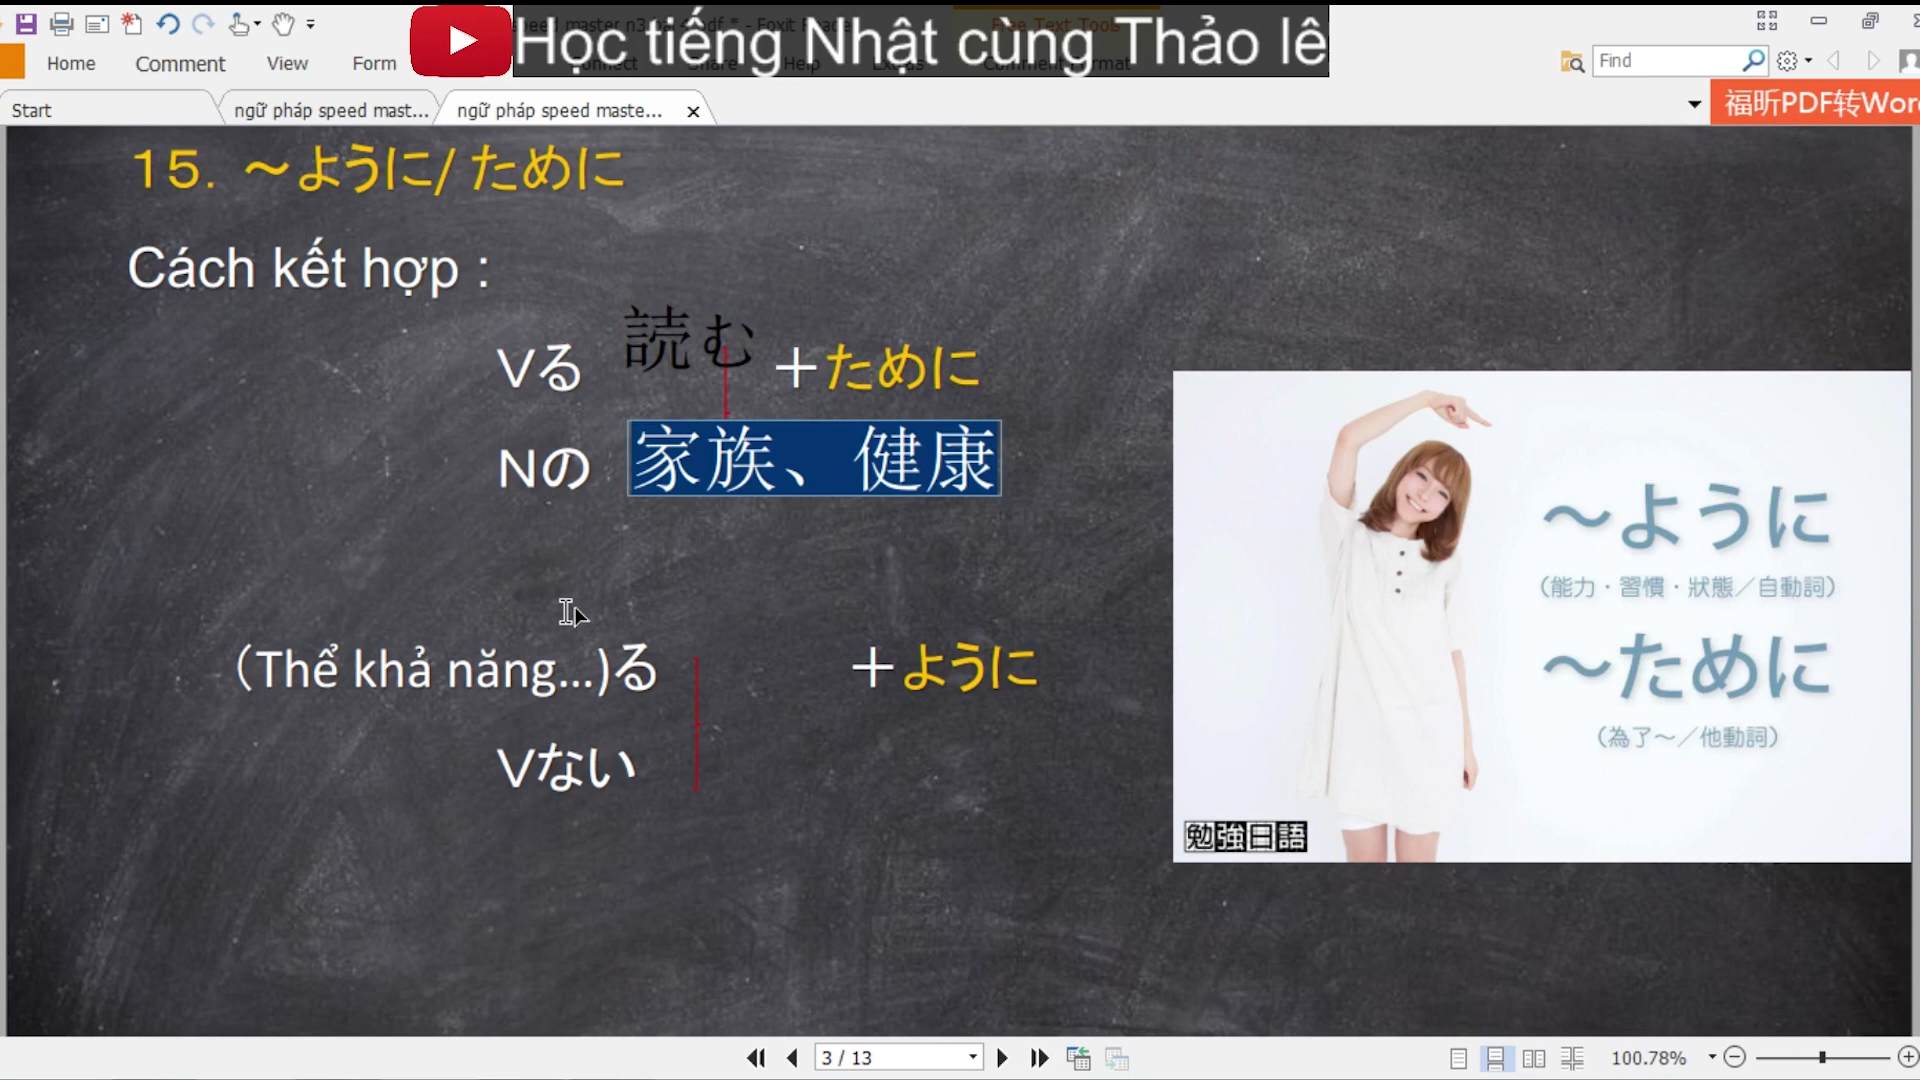 Học tiếng Nhật cùng Thảo lê
Home Comment View Form
Find
Start
ngữ pháp speed mast...
ngữ pháp speed maste...
福昕PDF转Wor
15. ～ように/ ために
Cách kết hợp :
Vる 読む ＋ために
Nの 家族、健康
(Thể khả năng...)る ＋ように
Vない
～ように
(能力・習慣・狀態／自動詞)
～ために
(為了～／他動詞)
勉強日語
3 / 13
100.78%